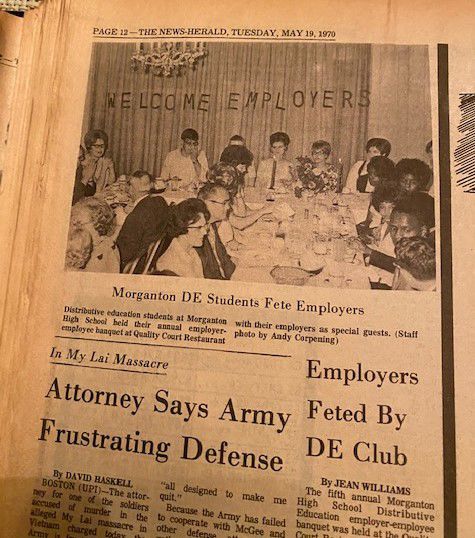 PAGE 12—THE NEWS-HERALD, TUESDAY, MAY 19, 1970
WELCOME EMPLOYERS
Morganton DE Students Fete Employers
Distributive education students at Morganton
High School held their annual employer-
employee banquet at Quality Court Restaurant
with their employers as special guests. (Staff
photo by Andy Corpening)
In My Lai Massacre
Attorney Says Army
Frustrating Defense
By DAVID HASKELL
BOSTON (UPI)—The attor-
ney for one of the soldiers
accused of murder in the
alleged My Lai massacre in
Vietnam charged today the
"all designed to make me
quit."
Because the Army has failed
to cooperate with McGee and
other defense
Employers
Feted By
DE Club
By JEAN WILLIAMS
The fifth annual Morganton
High School Distributive
Education employer-employee
banquet was held at the Quality